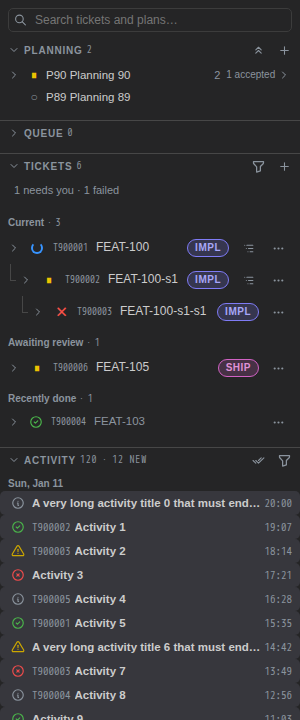 Search tickets and plans…
PLANNING 2
P90 Planning 90 2 1 accepted
P89 Planning 89
QUEUE 0
TICKETS 6
1 needs you · 1 failed
Current · 3
T900001 FEAT-100 IMPL
T900002 FEAT-100-s1 IMPL
T900003 FEAT-100-s1-s1 IMPL
Awaiting review · 1
T900006 FEAT-105 SHIP
Recently done · 1
T900004 FEAT-103
ACTIVITY 120 · 12 NEW
Sun, Jan 11
A very long activity title 0 that must end… 20:00
T900002 Activity 1 19:07
T900003 Activity 2 18:14
Activity 3 17:21
T900005 Activity 4 16:28
T900001 Activity 5 15:35
A very long activity title 6 that must end… 14:42
T900003 Activity 7 13:49
T900004 Activity 8 12:56
Activity 9 11:03